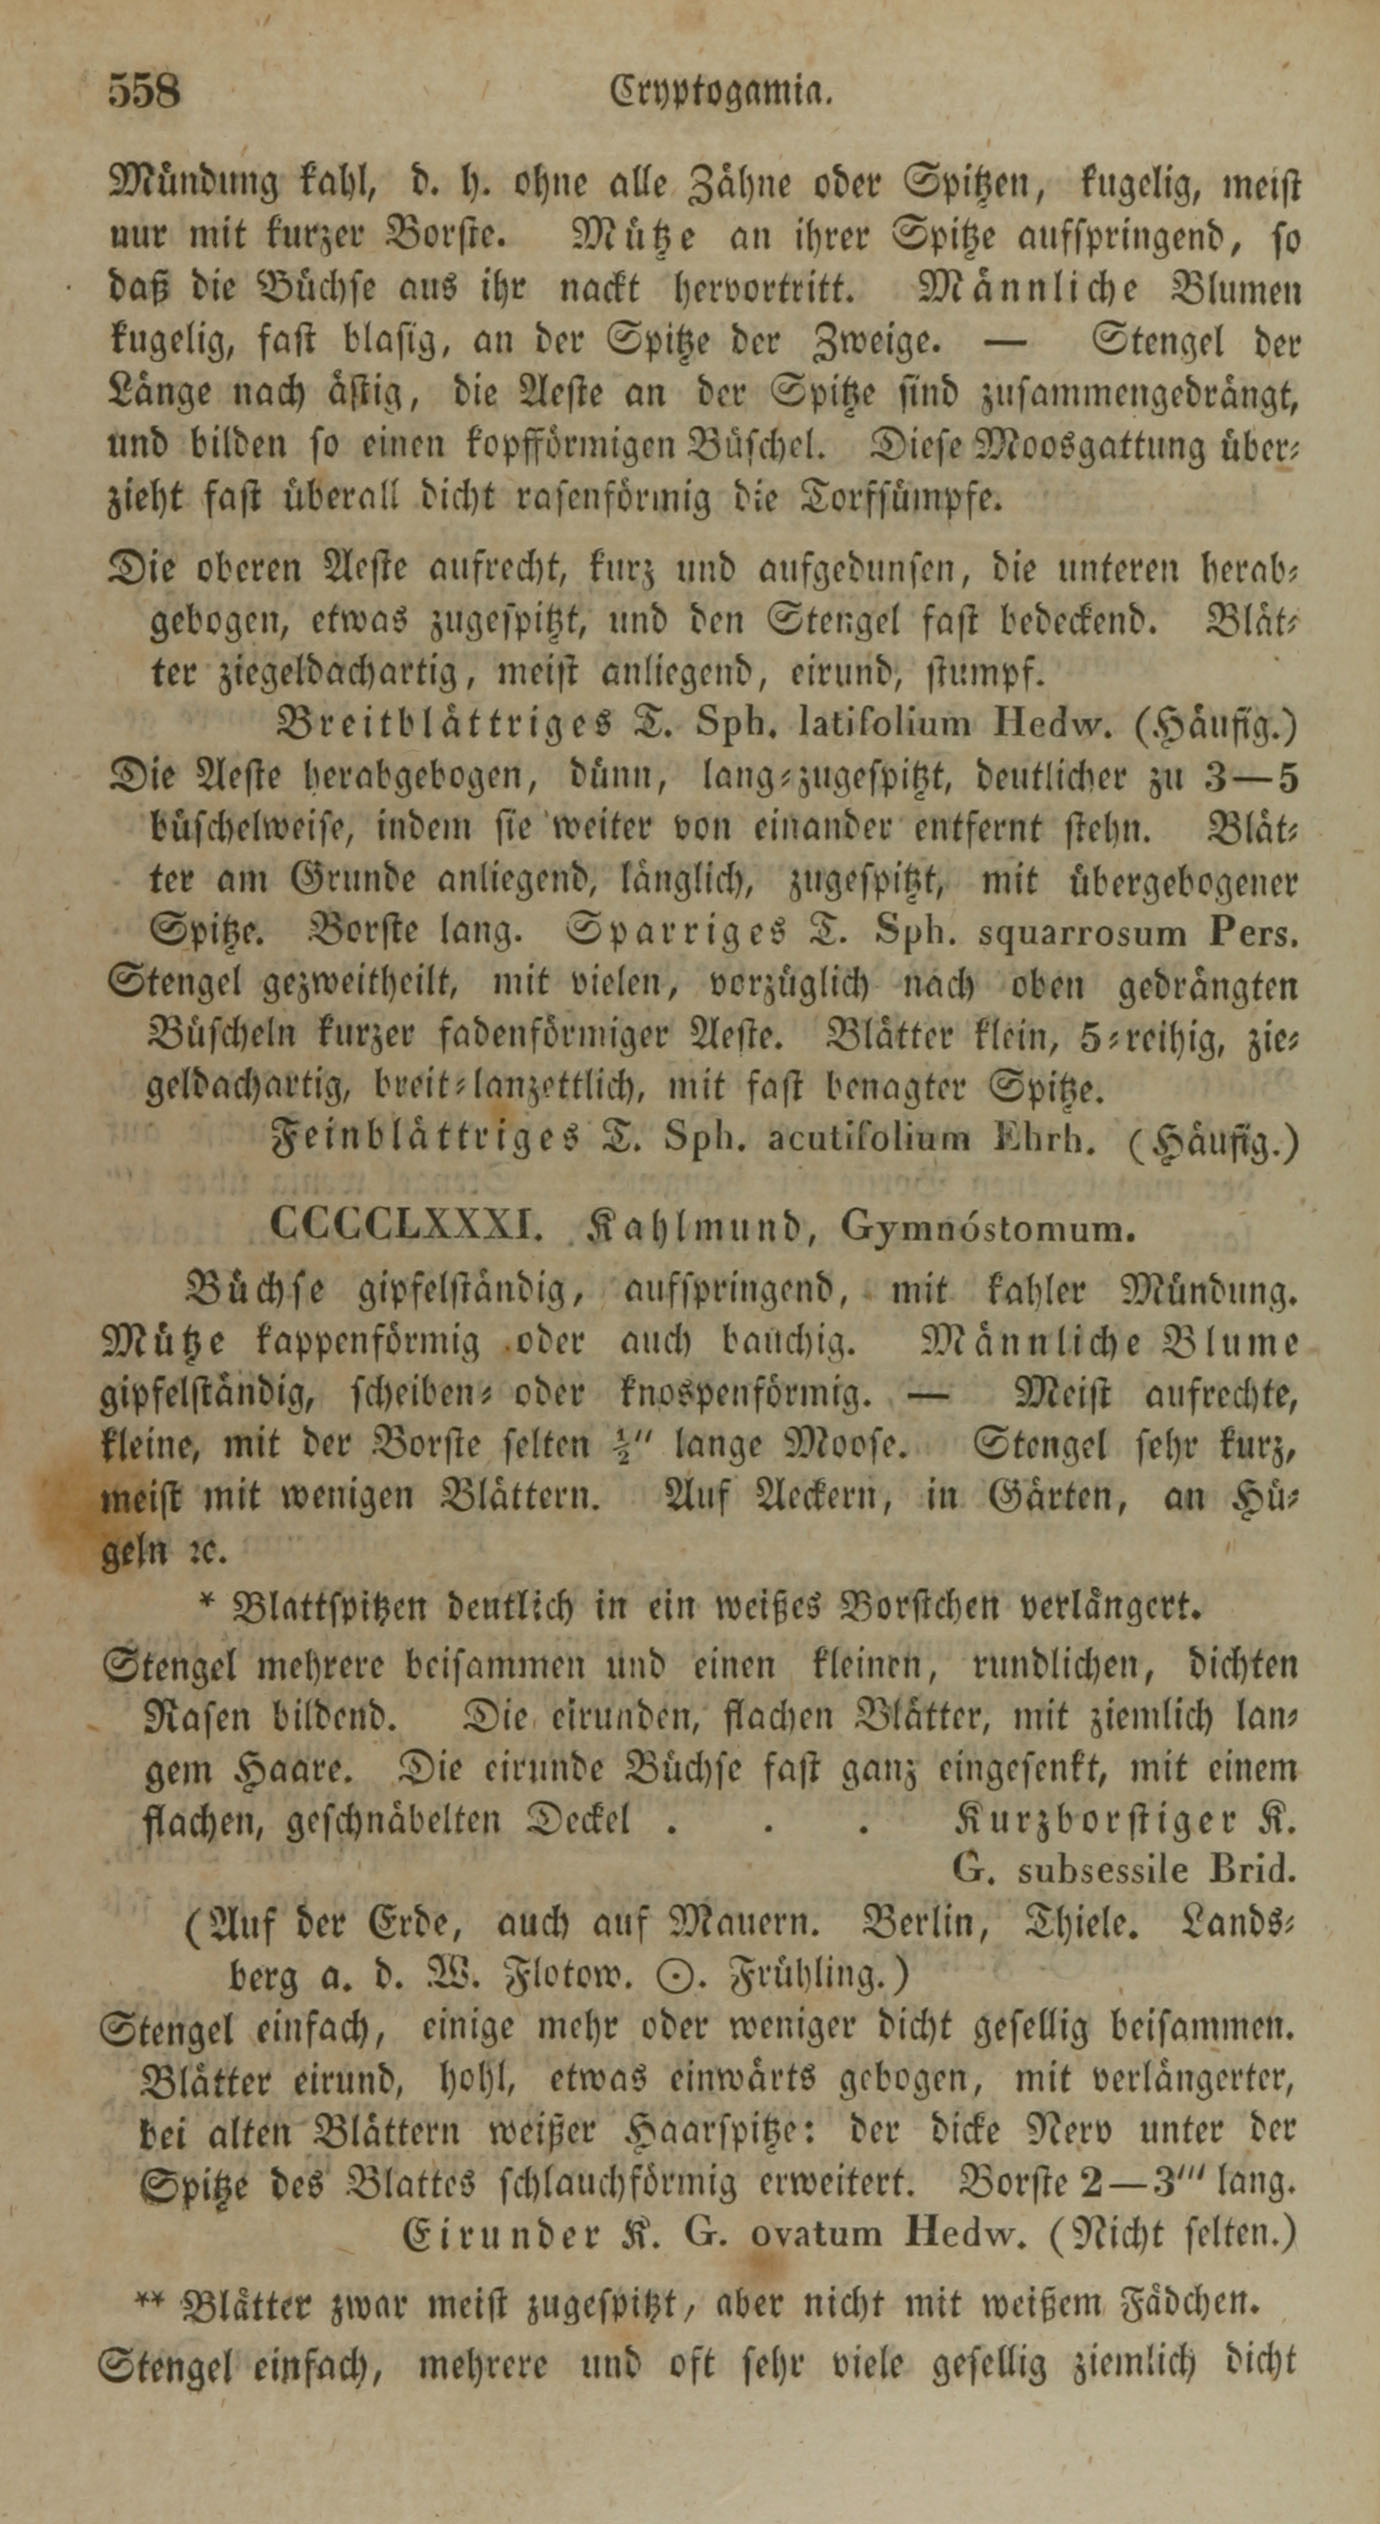 558 Cryptogamia.
Mündung kahl, d. h. ohne alle Zähne oder Spitzen, kugelig, meist
nur mit kurzer Borste. Mütze an ihrer Spitze aufspringend, so
daß die Büchse aus ihr nackt hervortritt. Männliche Blumen
kugelig, fast blasig, an der Spitze der Zweige. — Stengel der
Länge nach ästig, die Aeste an der Spitze sind zusammengedrängt,
und bilden so einen kopfförmigen Büschel. Diese Moosgattung über-
zieht fast überall dicht rasenförmig die Torfsümpfe.
Die oberen Aeste aufrecht, kurz und aufgedunsen, die unteren herab-
gebogen, etwas zugespitzt, und den Stengel fast bedeckend. Blät-
ter ziegeldachartig, meist anliegend, eirund, stumpf.
Breitblättriges T. Sph. latifolium Hedw. (Häufig.)
Die Aeste herabgebogen, dünn, lang-zugespitzt, deutlicher zu 3—5
büschelweise, indem sie weiter von einander entfernt stehn. Blät-
ter am Grunde anliegend, länglich, zugespitzt, mit übergebogener
Spitze. Borste lang. Sparriges T. Sph. squarrosum Pers.
Stengel gezweitheilt, mit vielen, vorzüglich nach oben gedrängten
Büscheln kurzer fadenförmiger Aeste. Blätter klein, 5-reihig, zie-
geldachartig, breit-lanzettlich, mit fast benagter Spitze.
Feinblättriges T. Sph. acutifolium Ehrh. (Häufig.)
CCCCCLXXXI. Kahlmund, Gymnóstomum.
Büchse gipfelständig, aufspringend, mit kahler Mündung.
Mütze kappenförmig oder auch bauchig. Männliche Blume
gipfelständig, scheiben- oder knospenförmig. — Meist aufrechte,
kleine, mit der Borste selten ½″ lange Moose. Stengel sehr kurz,
meist mit wenigen Blättern. Auf Aeckern, in Gärten, an Hü-
geln ꝛc.
* Blattspitzen deutlich in ein weißes Borstchen verlängert.
Stengel mehrere beisammen und einen kleinen, rundlichen, dichten
Rasen bildend. Die eirunden, flachen Blätter, mit ziemlich lan-
gem Haare. Die eirunde Büchse fast ganz eingesenkt, mit einem
flachen, geschnäbelten Deckel . . . Kurzborstiger K.
G. subsessile Brid.
(Auf der Erde, auch auf Mauern. Berlin, Thiele. Lands-
berg a. d. W. Flotow. ☉. Frühling.)
Stengel einfach, einige mehr oder weniger dicht gesellig beisammen.
Blätter eirund, hohl, etwas einwärts gebogen, mit verlängerter,
bei alten Blättern weißer Haarspitze: der dicke Nerv unter der
Spitze des Blattes schlauchförmig erweitert. Borste 2—3‴ lang.
Eirunder K. G. ovatum Hedw. (Nicht selten.)
** Blätter zwar meist zugespitzt, aber nicht mit weißem Fädchen.
Stengel einfach, mehrere und oft sehr viele gesellig ziemlich dicht